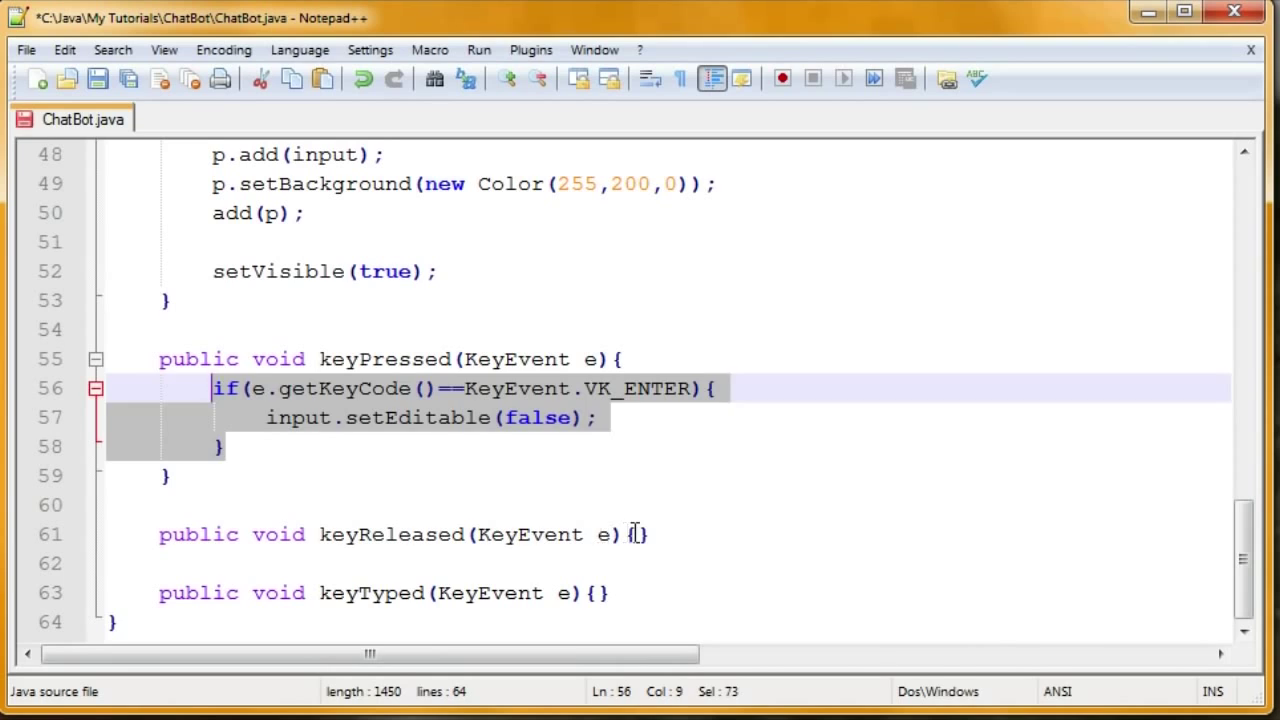 *C:\Java\My Tutorials\ChatBot\ChatBot.java - Notepad++
File Edit Search View Encoding Language Settings Macro Run Plugins Window ? X
ABC
ChatBot.java
48 p.add(input);
49 p.setBackground(new Color(255,200,0));
50 add(p);
51
52 setVisible(true);
53 }
54
55 public void keyPressed(KeyEvent e){
56 if(e.getKeyCode()==KeyEvent.VK_ENTER){
57 input.setEditable(false);
58 }
59 }
60
61 public void keyReleased(KeyEvent e){}
62
63 public void keyTyped(KeyEvent e){}
64 }
Java source file length : 1450 lines : 64 Ln : 56 Col : 9 Sel : 73 Dos\Windows ANSI INS